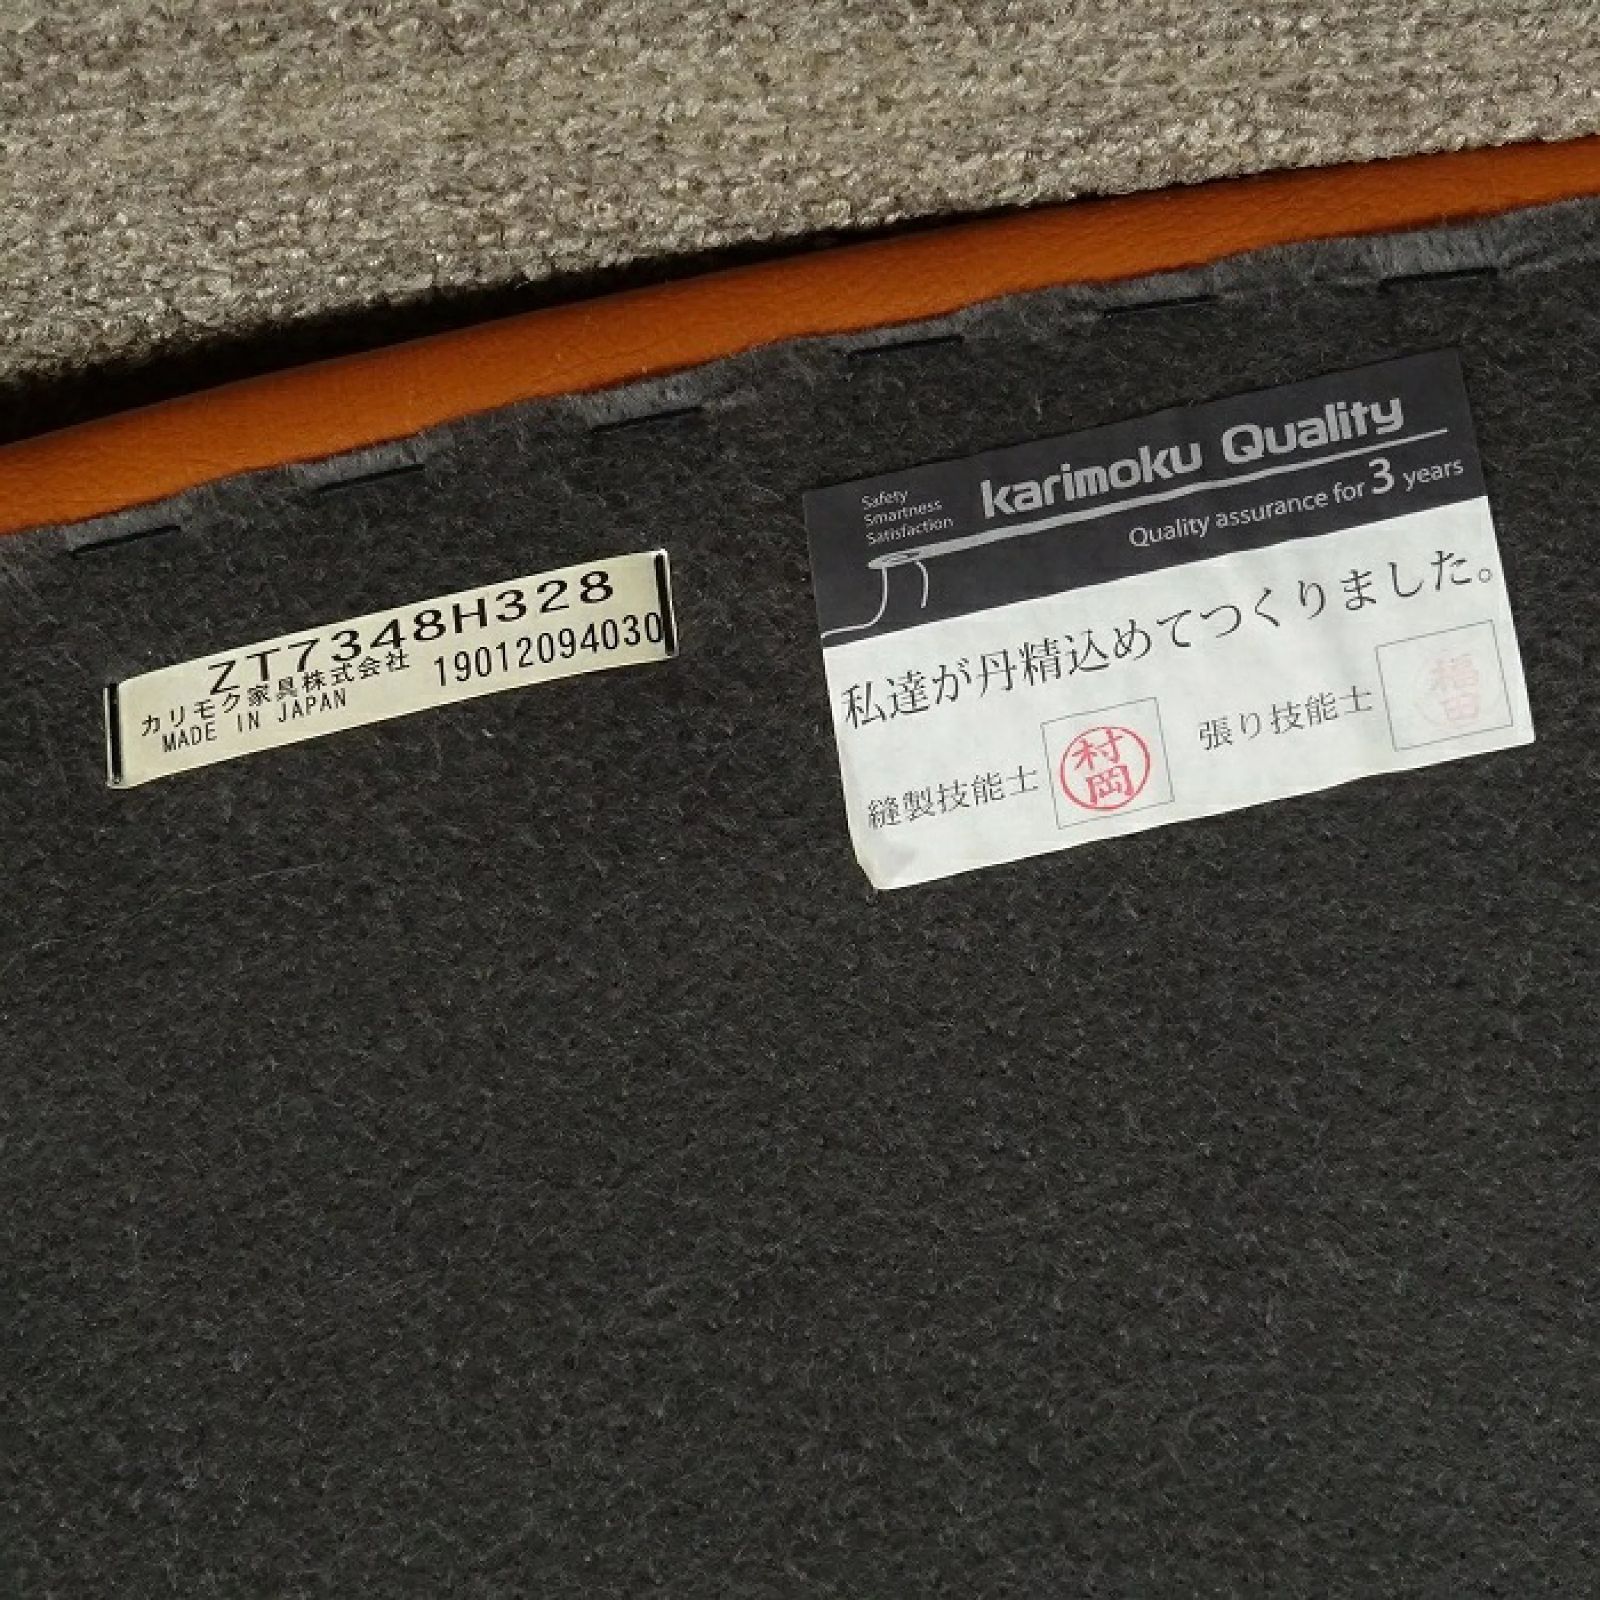 ZT7348H328
カリモク家具株式会社 19012094030
MADE IN JAPAN
Safety
Smartness
Satisfaction
karimoku Quality
Quality assurance for 3 years
私達が丹精込めてつくりました。
縫製技能士
村岡
張り技能士
福田